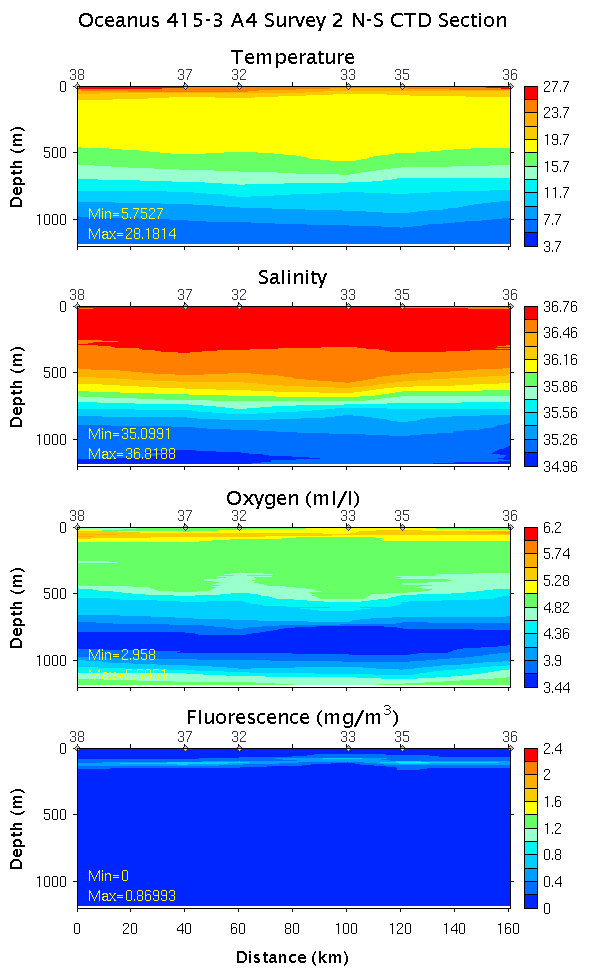 Oceanus 415-3 A4 Survey 2 N-S CTD Section
Temperature
38 37 32 33 35 36
0 500 1000
Depth (m)
Min=5.7527
Max=28.1914
27.7 23.7 19.7 15.7 11.7 7.7 3.7
Salinity
38 37 32 33 35 36
0 500 1000
Depth (m)
Min=35.0991
Max=36.8188
36.76 36.46 36.16 35.86 35.56 35.26 34.96
Oxygen (ml/l)
38 37 32 33 35 36
0 500 1000
Depth (m)
Min=2.958
6.2 5.74 5.28 4.82 4.36 3.9 3.44
Fluorescence (mg/m³)
38 37 32 33 35 36
0 500 1000
Depth (m)
Min=0
Max=0.86993
2.4 2 1.6 1.2 0.8 0.4 0
0 20 40 60 80 100 120 140 160
Distance (km)